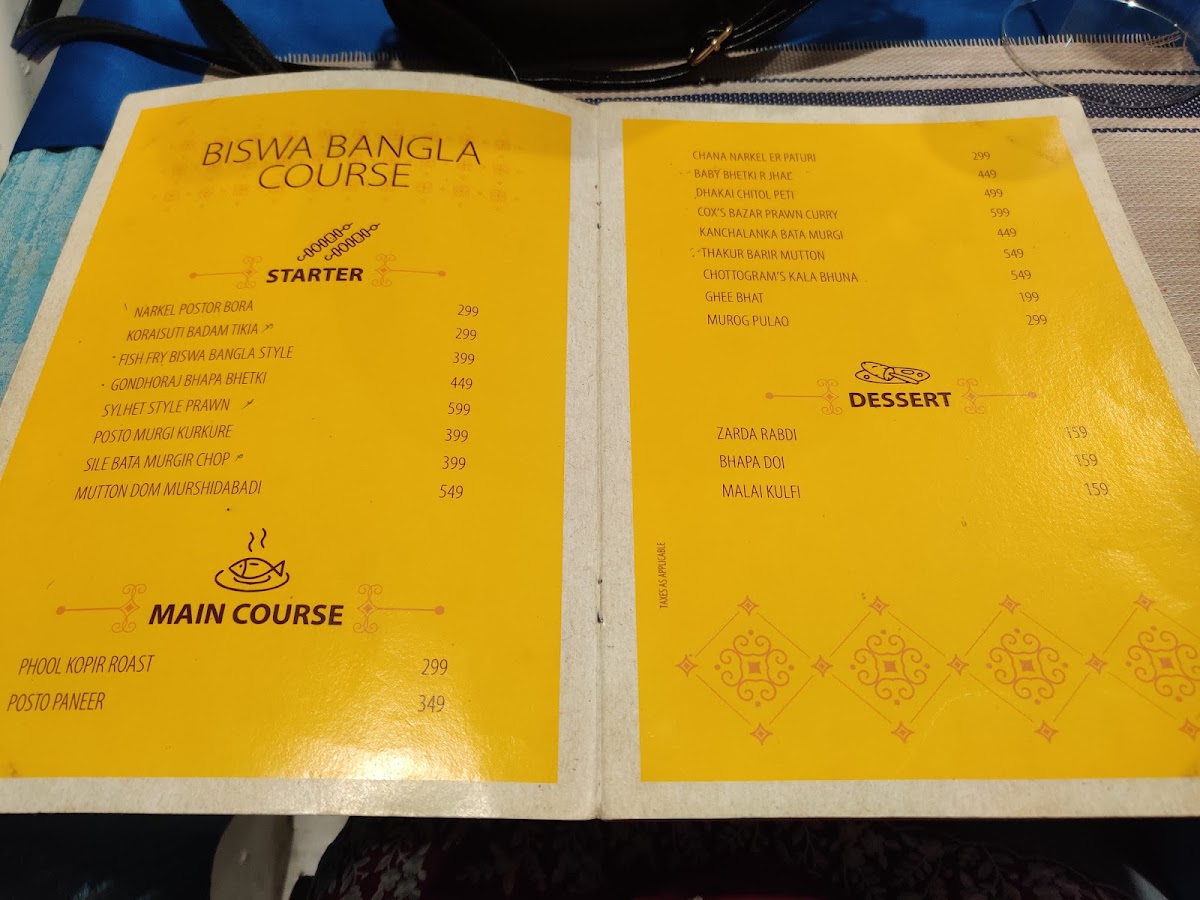 BISWA BANGLA
COURSE
STARTER
NARKEL POSTOR BORA 299
KORAISUTI BADAM TIKIA 299
FISH FRY BISWA BANGLA STYLE 399
GONDHORAJ BHAPA BHETKI 449
SYLHET STYLE PRAWN 599
POSTO MURGI KURKURE 399
SILE BATA MURGIR CHOP 399
MUTTON DOM MURSHIDABADI 549
MAIN COURSE
PHOOL KOPIR ROAST 299
POSTO PANEER 349
CHANA NARKEL ER PATURI 299
BABY BHETKI R JHAL 449
DHAKAI CHITOL PETI 499
COX'S BAZAR PRAWN CURRY 599
KANCHALANKA BATA MURGI 449
THAKUR BARIR MUTTON 549
CHOTTOGRAM'S KALA BHUNA 549
GHEE BHAT 199
MUROG PULAO 299
DESSERT
ZARDA RABDI 159
BHAPA DOI 159
MALAI KULFI 159
TAXES AS APPLICABLE